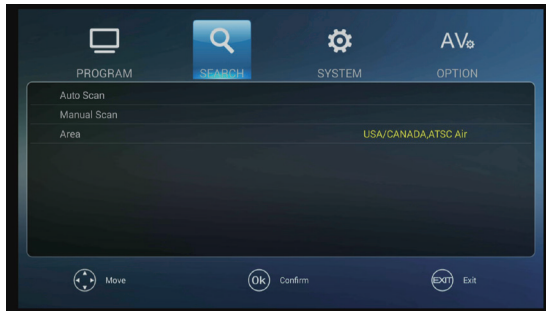 AV
PROGRAM SEARCH SYSTEM OPTION
Auto Scan
Manual Scan
Area USA/CANADA,ATSC Air
Move Ok Confirm EXIT Exit